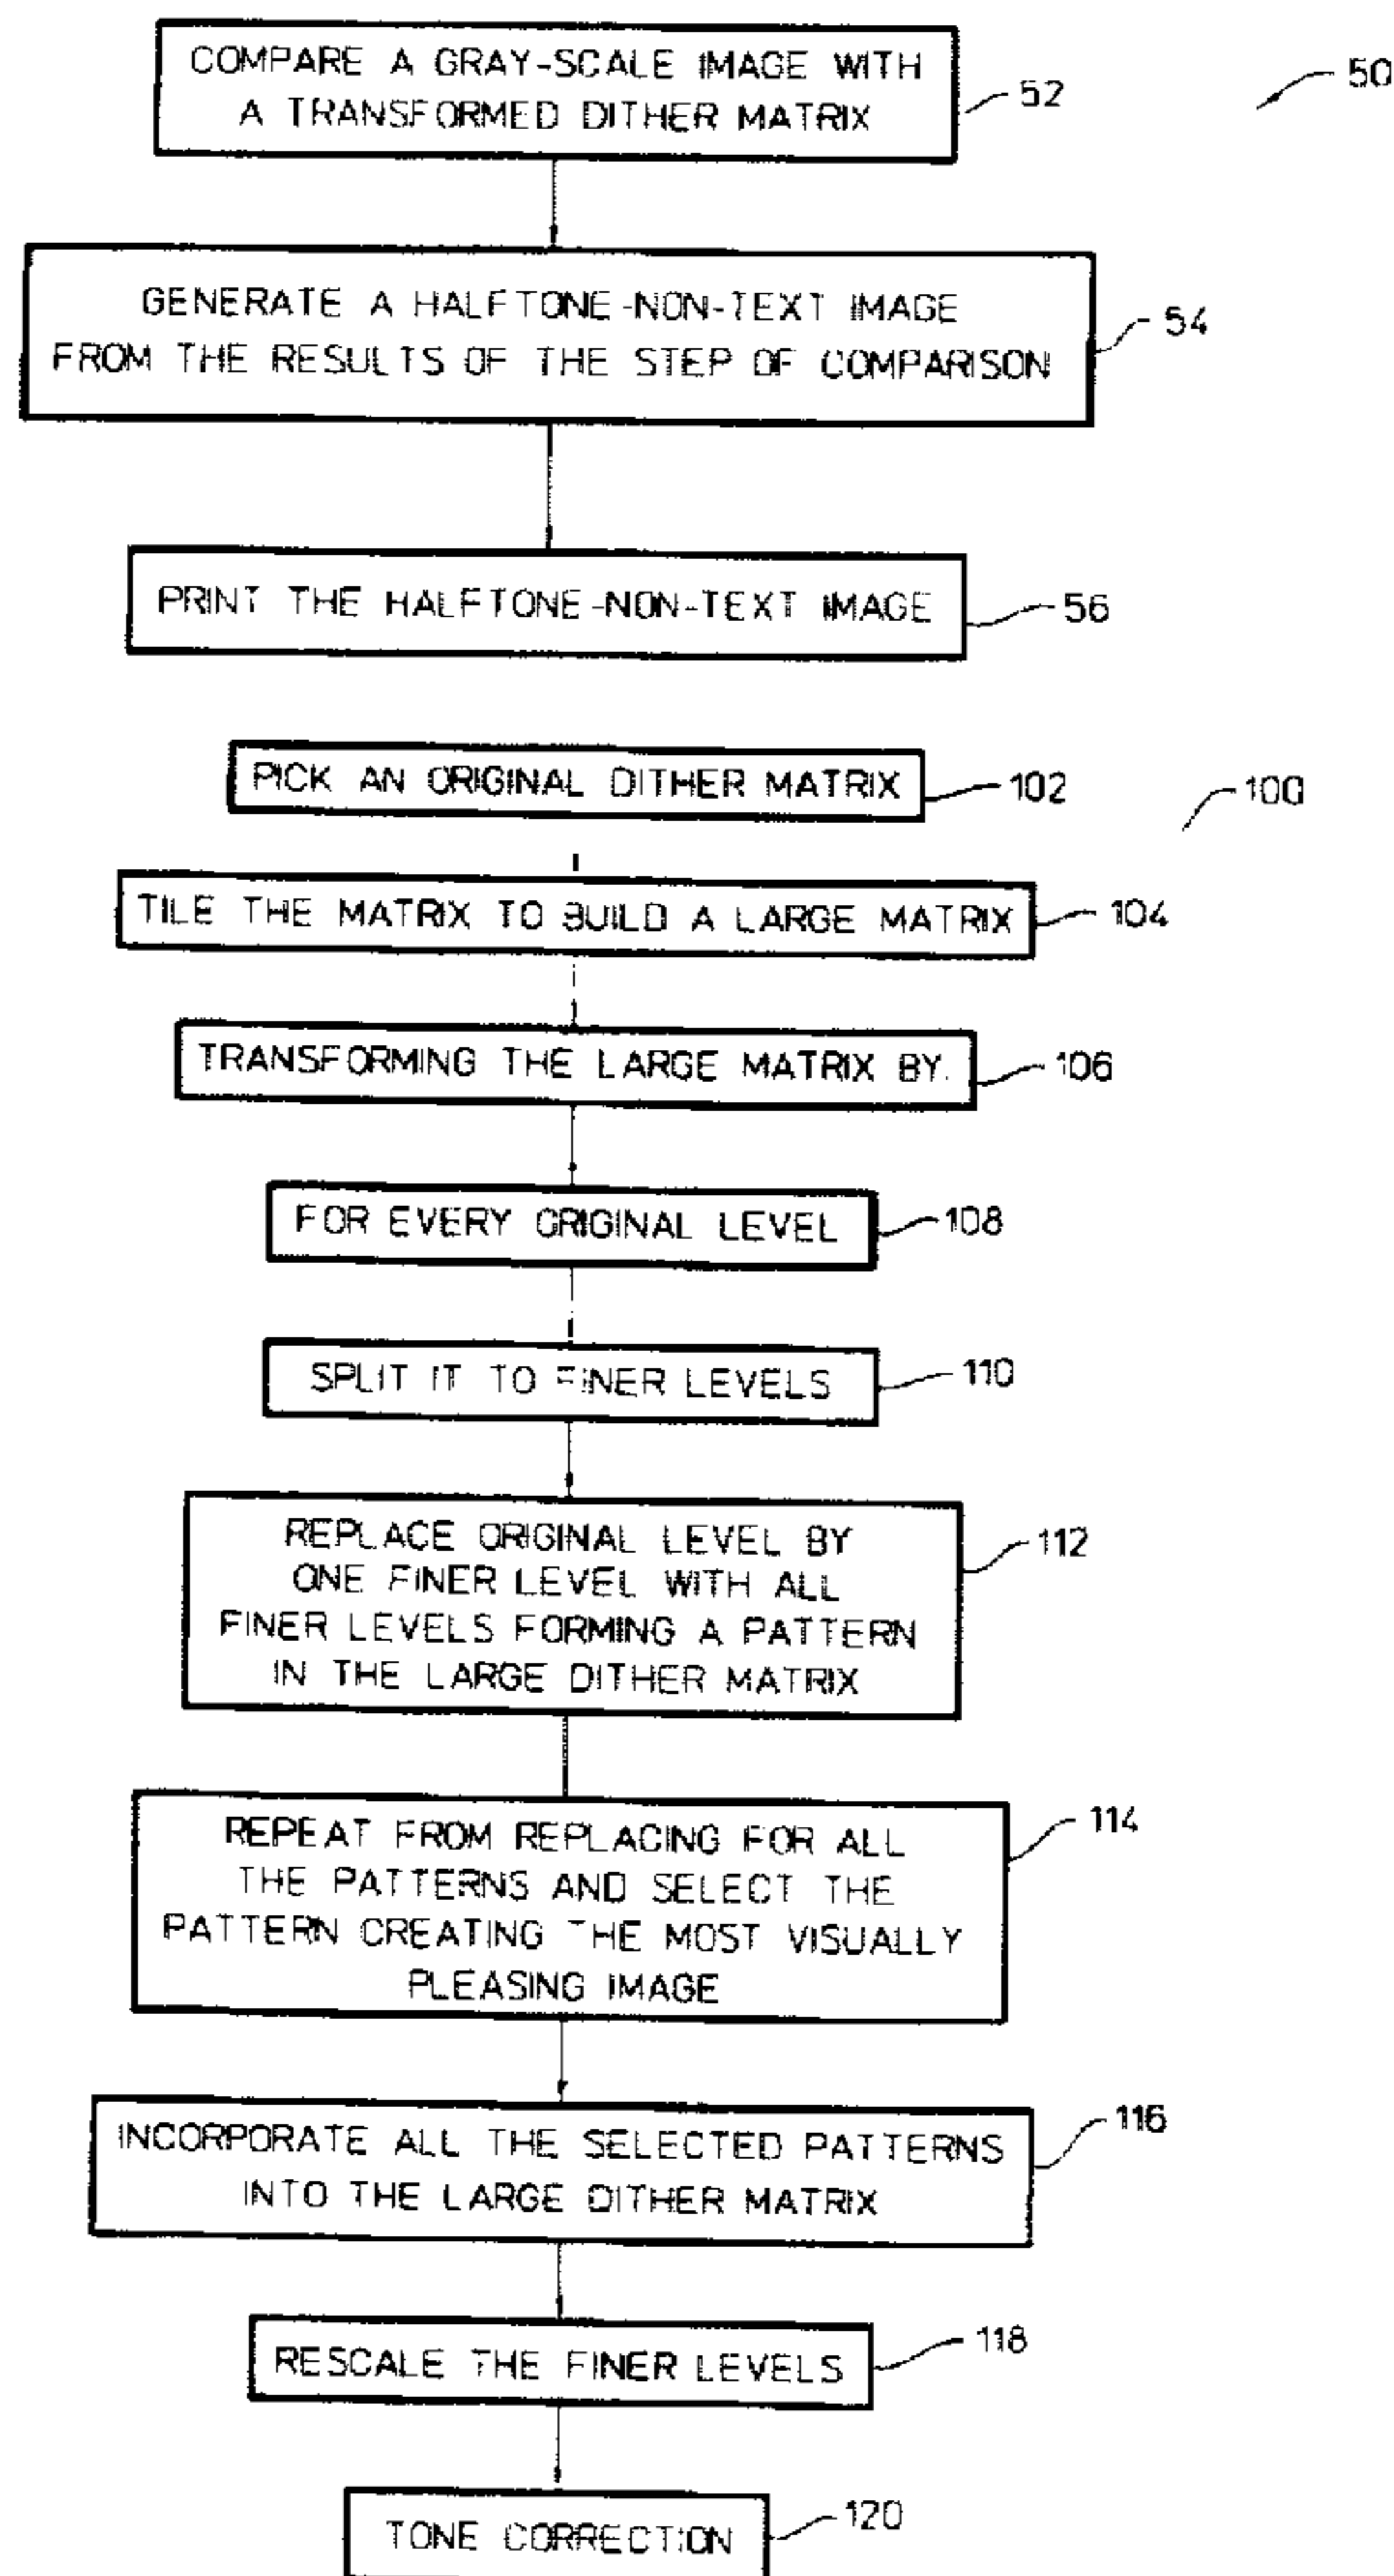 COMPARE A GRAY-SCALE IMAGE WITH
A TRANSFORMED DITHER MATRIX
52
50
GENERATE A HALFTONE-NON-TEXT IMAGE
FROM THE RESULTS OF THE STEP OF COMPARISON
54
PRINT THE HALFTONE-NON-TEXT IMAGE
56
PICK AN ORIGINAL DITHER MATRIX
102
100
TILE THE MATRIX TO BUILD A LARGE MATRIX
104
TRANSFORMING THE LARGE MATRIX BY.
106
FOR EVERY ORIGINAL LEVEL
108
SPLIT IT TO FINER LEVELS
110
REPLACE ORIGINAL LEVEL BY
ONE FINER LEVEL WITH ALL
FINER LEVELS FORMING A PATTERN
IN THE LARGE DITHER MATRIX
112
REPEAT FROM REPLACING FOR ALL
THE PATTERNS AND SELECT THE
PATTERN CREATING THE MOST VISUALLY
PLEASING IMAGE
114
INCORPORATE ALL THE SELECTED PATTERNS
INTO THE LARGE DITHER MATRIX
116
RESCALE THE FINER LEVELS
118
TONE CORRECTION
120